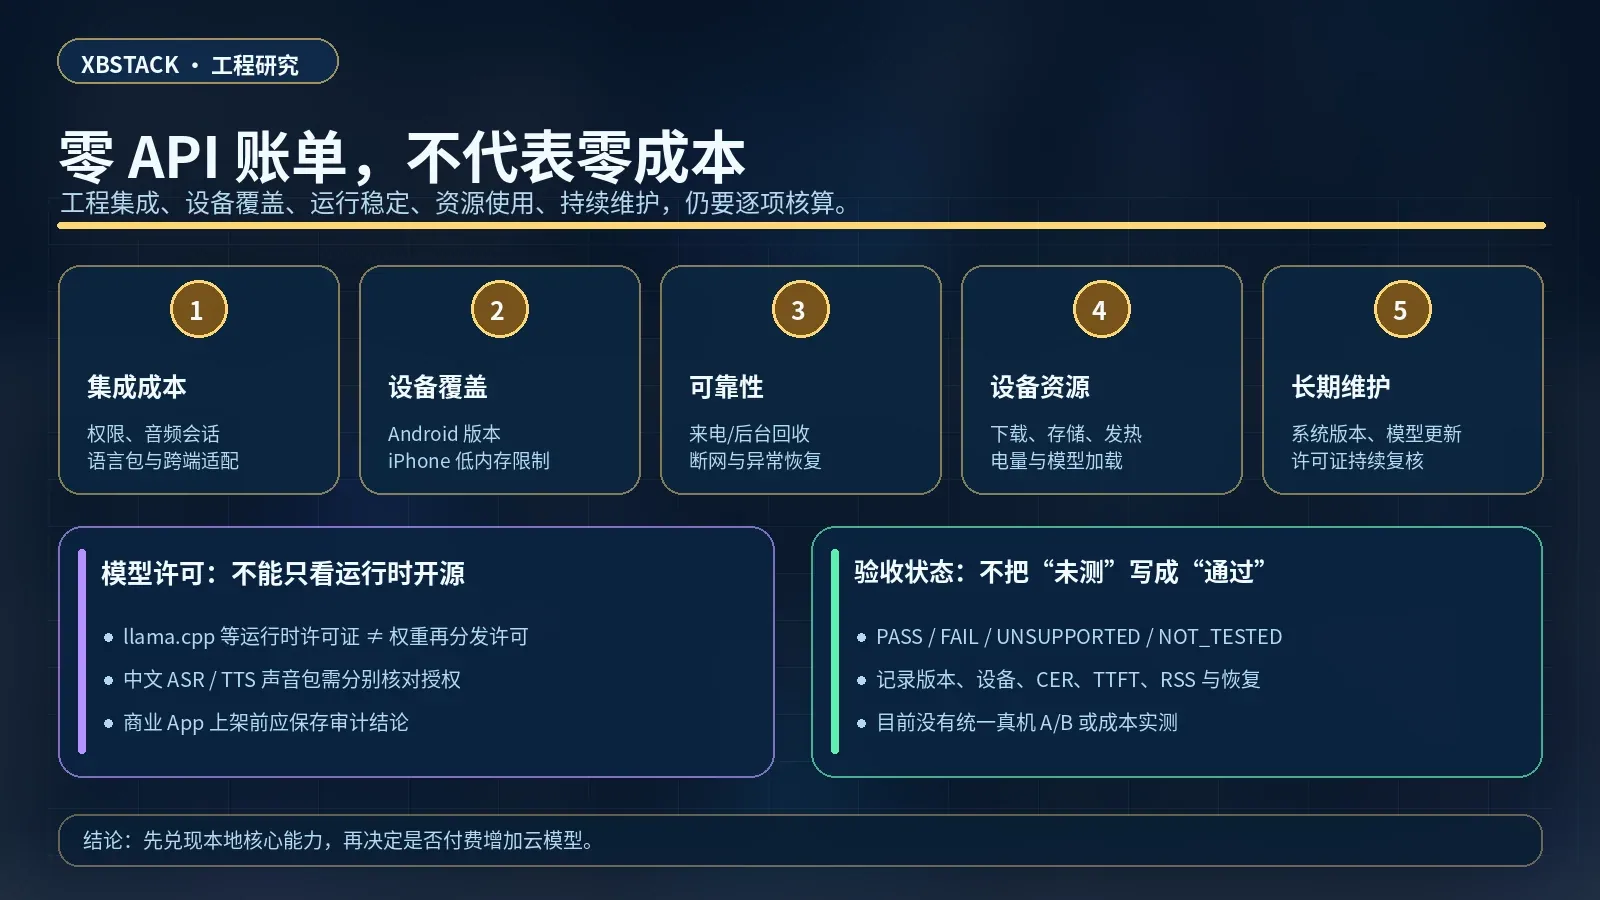 XBSTACK · 工程研究
零 API 账单，不代表零成本
工程集成、设备覆盖、运行稳定、资源使用、持续维护，仍要逐项核算。
1
集成成本
权限、音频会话
语言包与跨端适配
2
设备覆盖
Android 版本
iPhone 低内存限制
3
可靠性
来电/后台回收
断网与异常恢复
4
设备资源
下载、存储、发热
电量与模型加载
5
长期维护
系统版本、模型更新
许可证持续复核
模型许可：不能只看运行时开源
• llama.cpp 等运行时许可证 ≠ 权重再分发许可
• 中文 ASR / TTS 声音包需分别核对授权
• 商业 App 上架前应保存审计结论
验收状态：不把“未测”写成“通过”
• PASS / FAIL / UNSUPPORTED / NOT_TESTED
• 记录版本、设备、CER、TTFT、RSS 与恢复
• 目前没有统一真机 A/B 或成本实测
结论：先兑现本地核心能力，再决定是否付费增加云模型。